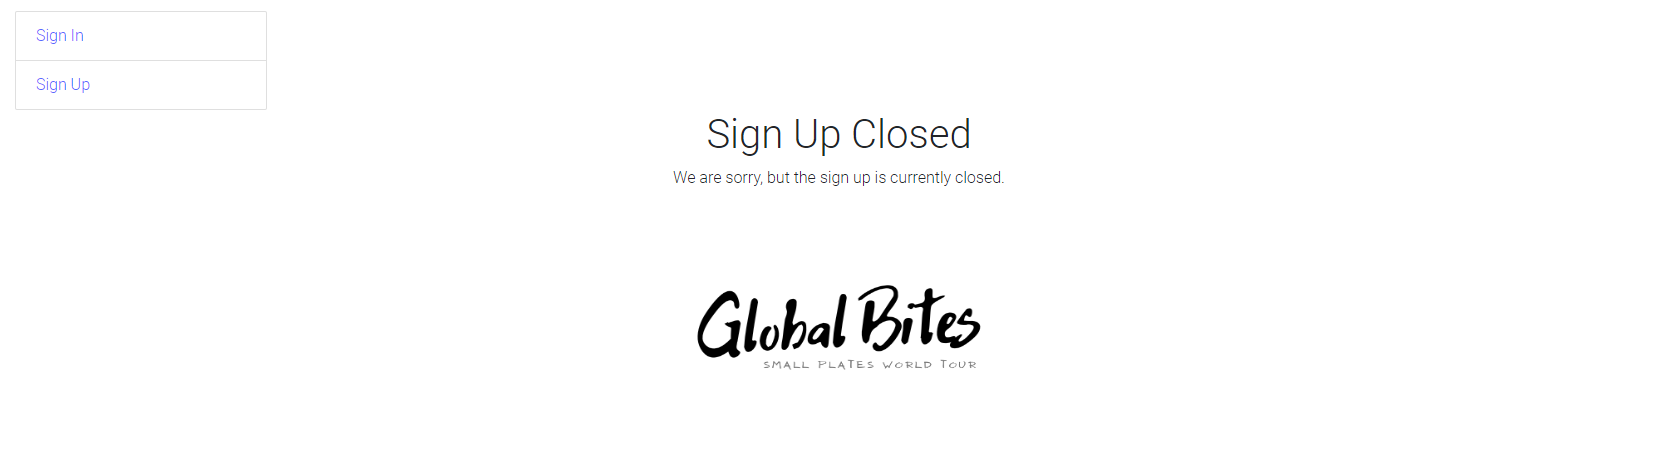 Sign In
Sign Up
Sign Up Closed
We are sorry, but the sign up is currently closed.
Global Bites
SMALL PLATES WORLD TOUR